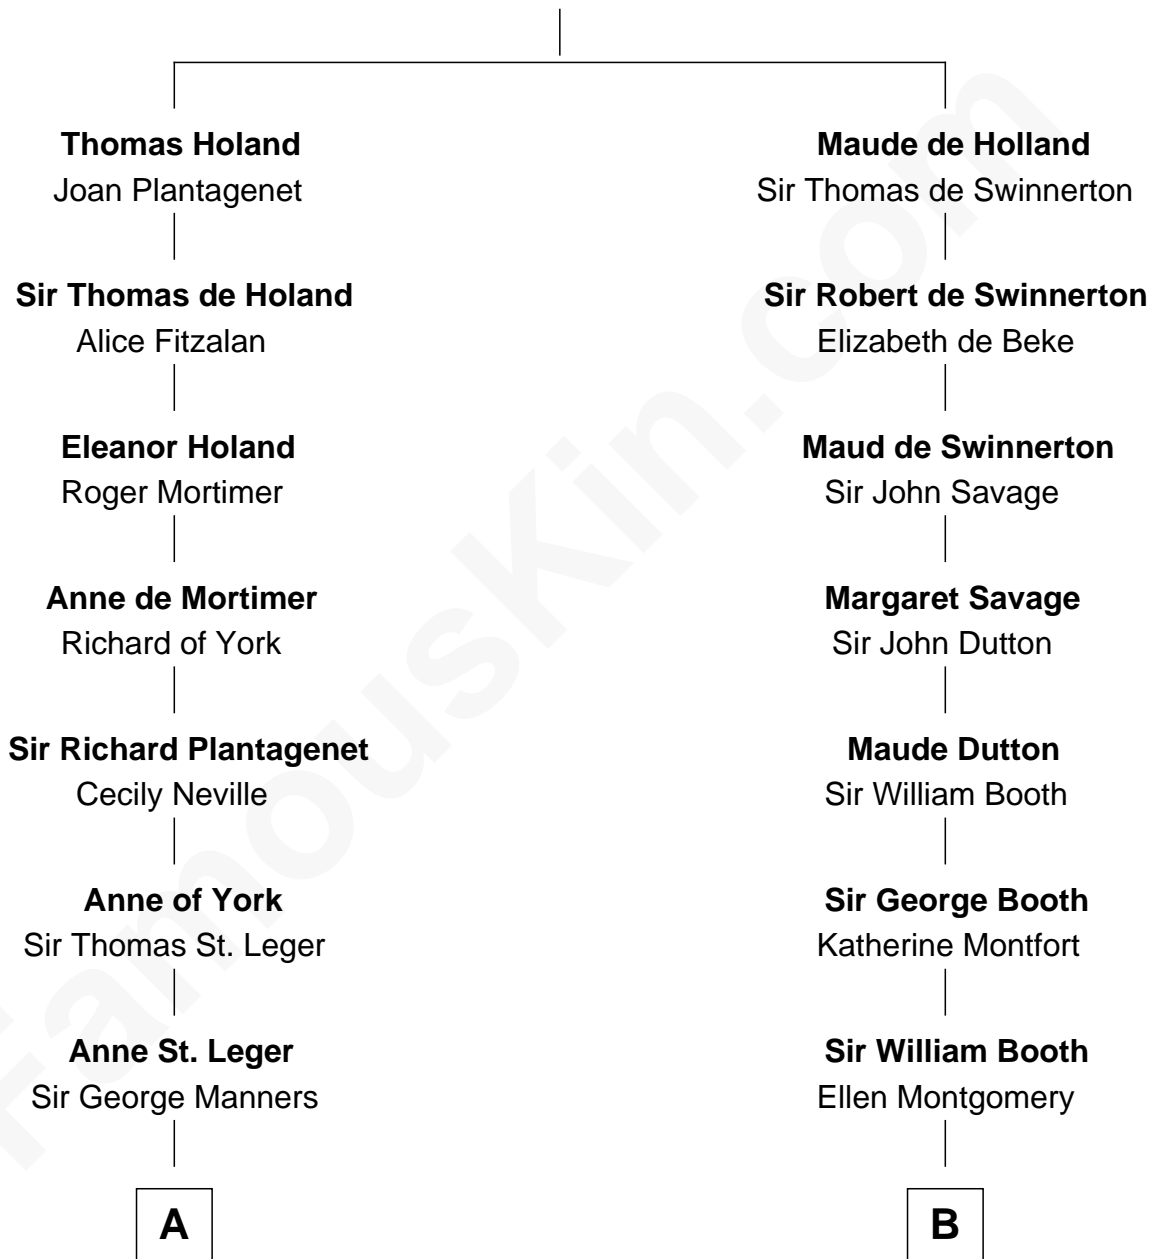 Thomas Holand
Joan Plantagenet
Sir Thomas de Holand
Alice Fitzalan
Eleanor Holand
Roger Mortimer
Anne de Mortimer
Richard of York
Sir Richard Plantagenet
Cecily Neville
Anne of York
Sir Thomas St. Leger
Anne St. Leger
Sir George Manners
A
Maude de Holland
Sir Thomas de Swinnerton
Sir Robert de Swinnerton
Elizabeth de Beke
Maud de Swinnerton
Sir John Savage
Margaret Savage
Sir John Dutton
Maude Dutton
Sir William Booth
Sir George Booth
Katherine Montfort
Sir William Booth
Ellen Montgomery
B
FamousKin.com